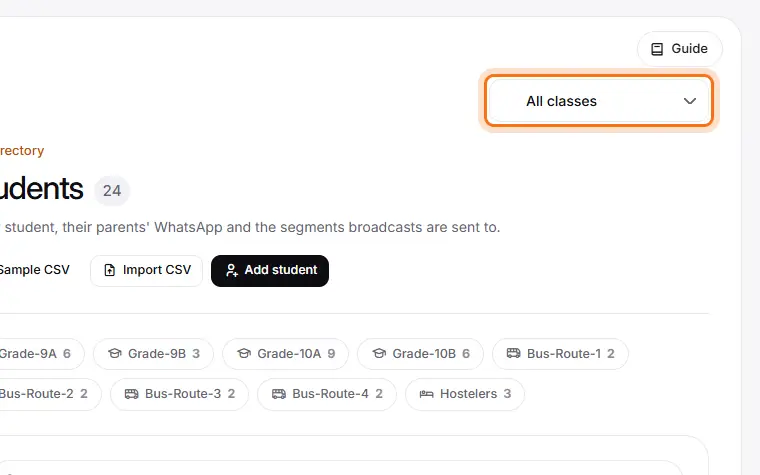 Guide
All classes
rectory
udents 24
student, their parents' WhatsApp and the segments broadcasts are sent to.
Sample CSV Import CSV Add student
Grade-9A 6 Grade-9B 3 Grade-10A 9 Grade-10B 6 Bus-Route-1 2
Bus-Route-2 2 Bus-Route-3 2 Bus-Route-4 2 Hostelers 3